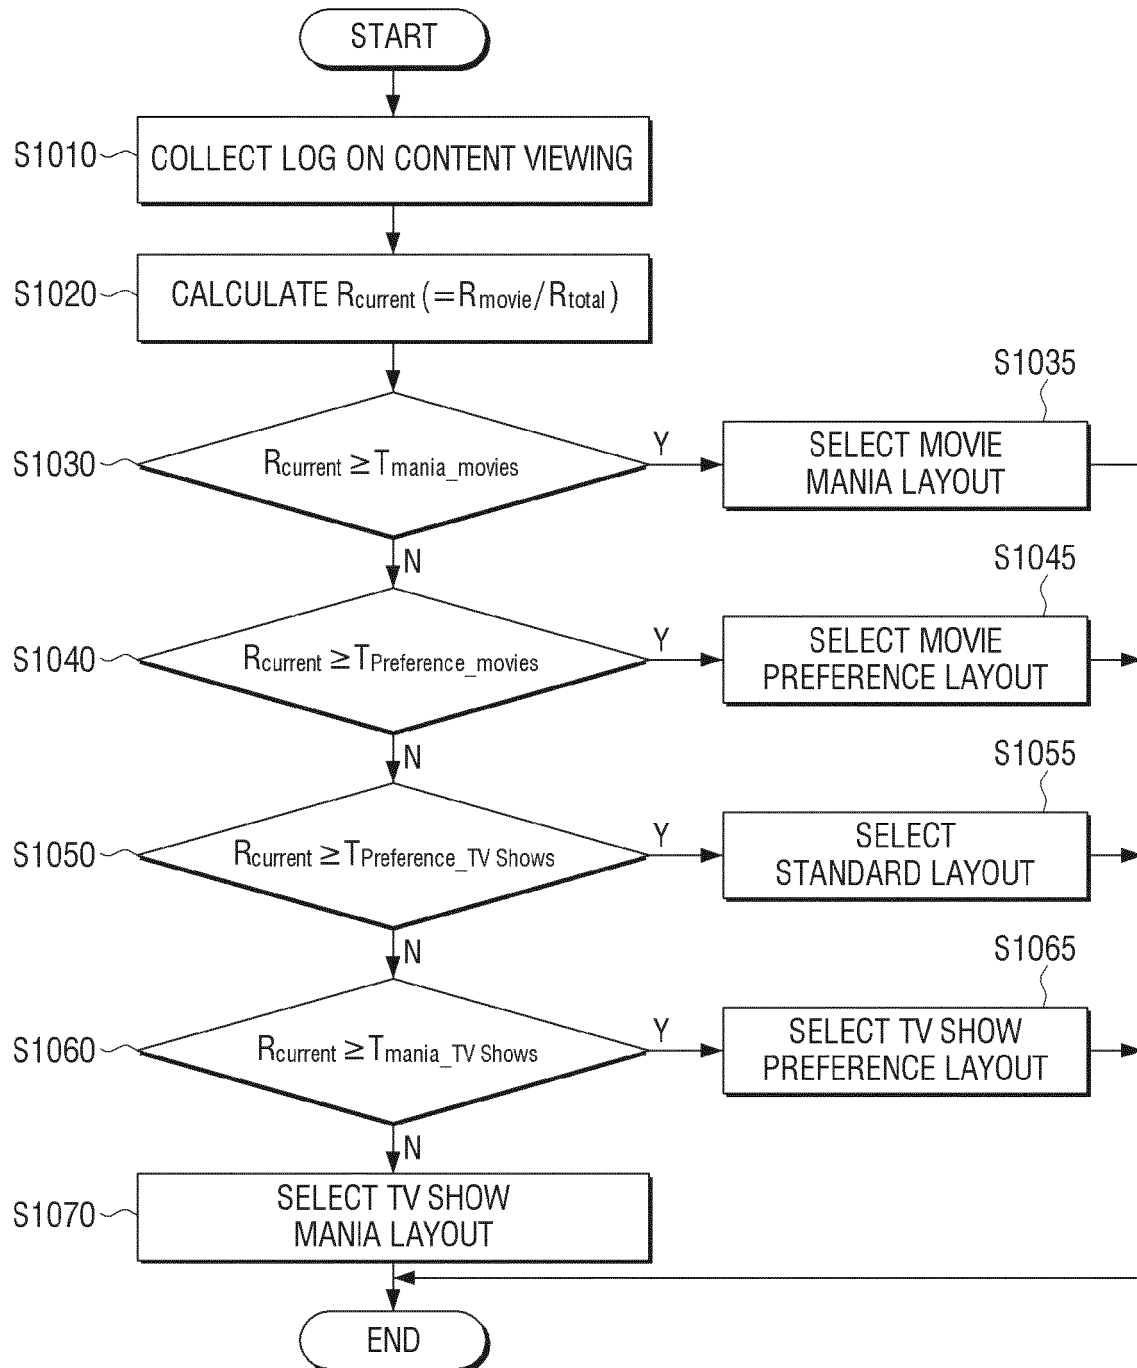 START
S1010
COLLECT LOG ON CONTENT VIEWING
S1020
CALCULATE Rcurrent (=Rmovie/Rtotal)
S1030
Rcurrent ≥ Tmania_movies
Y
N
S1035
SELECT MOVIE
MANIA LAYOUT
S1040
Rcurrent ≥ TPreference_movies
Y
N
S1045
SELECT MOVIE
PREFERENCE LAYOUT
S1050
Rcurrent ≥ TPreference_TV Shows
Y
N
S1055
SELECT
STANDARD LAYOUT
S1060
Rcurrent ≥ Tmania_TV Shows
Y
N
S1065
SELECT TV SHOW
PREFERENCE LAYOUT
S1070
SELECT TV SHOW
MANIA LAYOUT
END